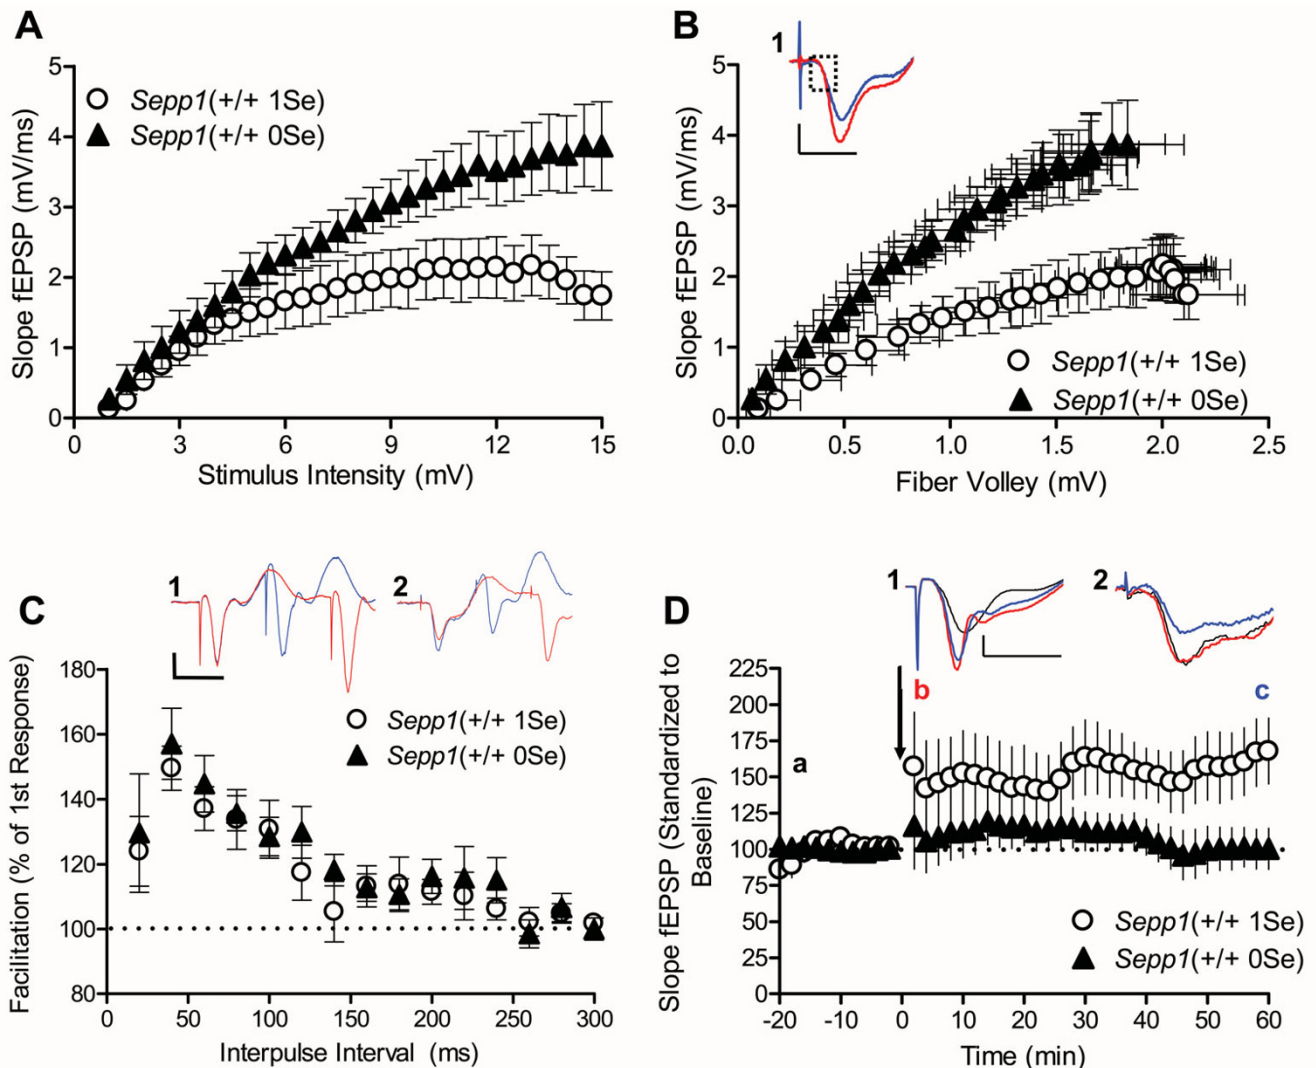 A
Sepp1(+/+ 1Se)
Sepp1(+/+ 0Se)
Slope fEPSP (mV/ms)
5
4
3
2
1
0
0 3 6 9 12 15
Stimulus Intensity (mV)
B
1
Slope fEPSP (mV/ms)
5
4
3
2
1
0
0.0 0.5 1.0 1.5 2.0 2.5
Sepp1(+/+ 1Se)
Sepp1(+/+ 0Se)
Fiber Volley (mV)
C
1
2
Facilitation (% of 1st Response)
180
160
140
120
100
80
Sepp1(+/+ 1Se)
Sepp1(+/+ 0Se)
0 50 100 150 200 250 300
Interpulse Interval (ms)
D
1
2
Slope fEPSP (Standardized to
Baseline)
225
200
175
150
125
100
75
50
25
0
a
b
c
Sepp1(+/+ 1Se)
Sepp1(+/+ 0Se)
-20 -10 0 10 20 30 40 50 60
Time (min)